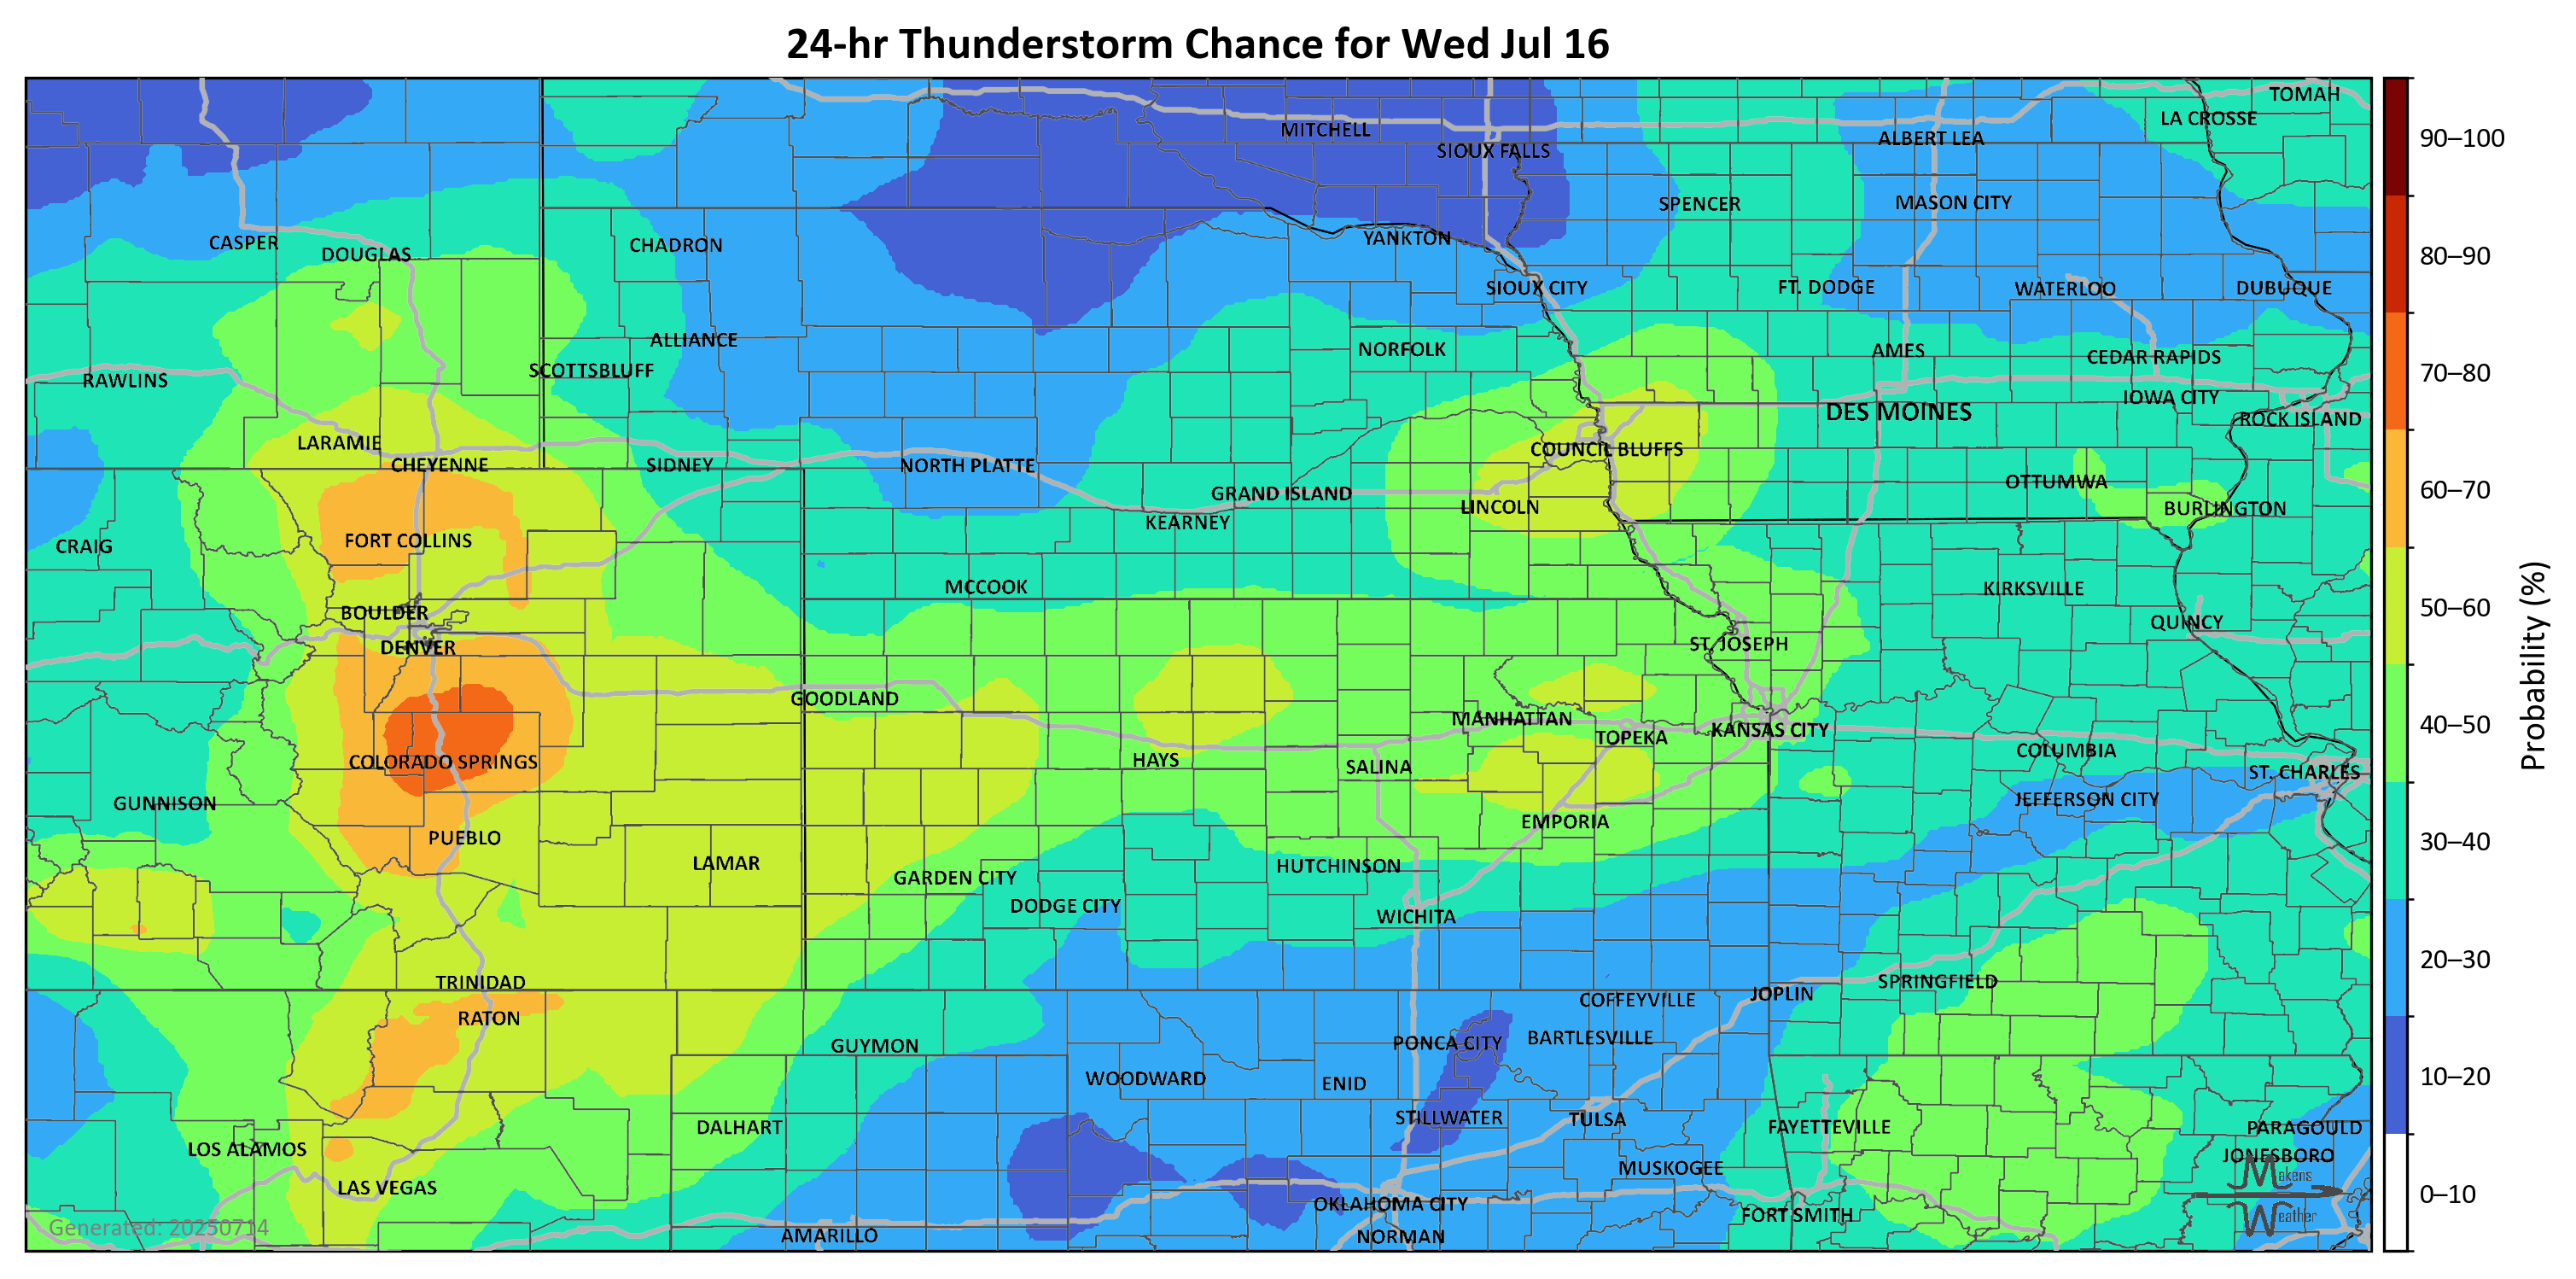 24-hr Thunderstorm Chance for Wed Jul 16
TOMAH
LA CROSSE
MITCHELL
ALBERT LEA
SIOUX FALLS
SPENCER
MASON CITY
CASPER
DOUGLAS
CHADRON
YANKTON
SIOUX CITY
FT. DODGE
WATERLOO
DUBUQUE
ALLIANCE
NORFOLK
AMES
CEDAR RAPIDS
SCOTTSBLUFF
RAWLINS
IOWA CITY
DES MOINES
ROCK ISLAND
LARAMIE
COUNCIL BLUFFS
CHEYENNE
SIDNEY
NORTH PLATTE
OTTUMWA
GRAND ISLAND
LINCOLN
BURLINGTON
KEARNEY
FORT COLLINS
CRAIG
MCCOOK
KIRKSVILLE
BOULDER
QUINCY
DENVER
ST. JOSEPH
GOODLAND
MANHATTAN
KANSAS CITY
TOPEKA
COLUMBIA
HAYS
COLORADO SPRINGS
SALINA
ST. CHARLES
GUNNISON
JEFFERSON CITY
EMPORIA
PUEBLO
LAMAR
HUTCHINSON
GARDEN CITY
DODGE CITY
WICHITA
TRINIDAD
SPRINGFIELD
JOPLIN
COFFEYVILLE
RATON
BARTLESVILLE
PONCA CITY
GUYMON
WOODWARD
ENID
STILLWATER
TULSA
DALHART
FAYETTEVILLE
PARAGOULD
LOS ALAMOS
JONESBORO
MUSKOGEE
LAS VEGAS
OKLAHOMA CITY
FORT SMITH
AMARILLO
NORMAN
Generated: 20250714
Makens
Weather
90–100
80–90
70–80
60–70
50–60
40–50
30–40
20–30
10–20
0–10
Probability (%)